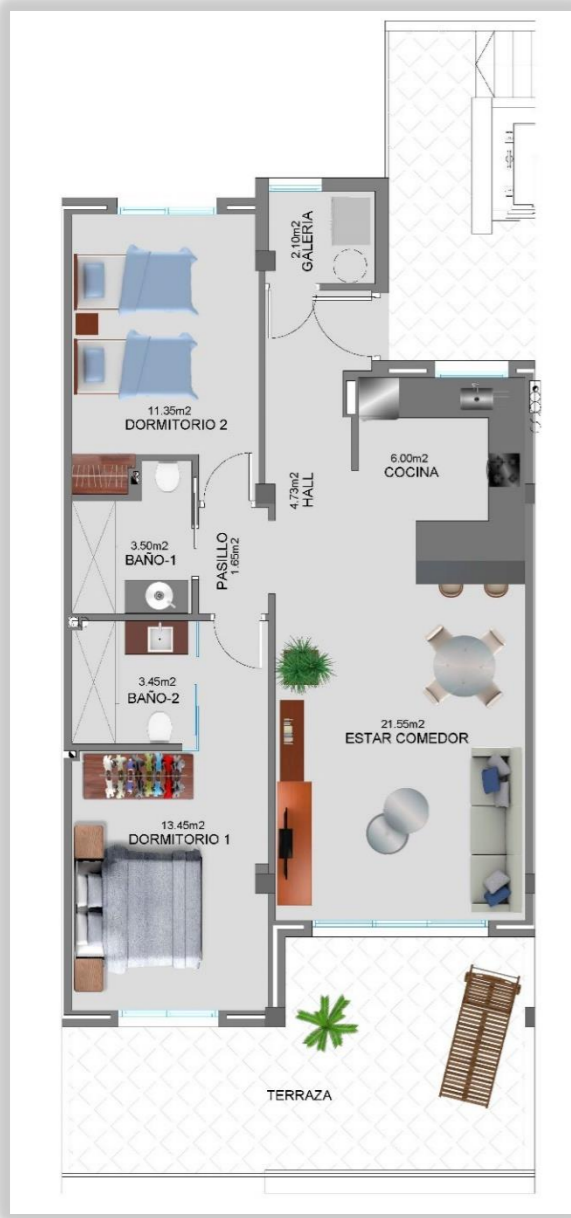 2.10m2
GALERIA
11.35m2
DORMITORIO 2
6.00m2
COCINA
4.73m2
HALL
3.50m2
BAÑO-1
PASILLO
1.65m2
3.45m2
BAÑO-2
21.55m2
ESTAR COMEDOR
13.45m2
DORMITORIO 1
TERRAZA